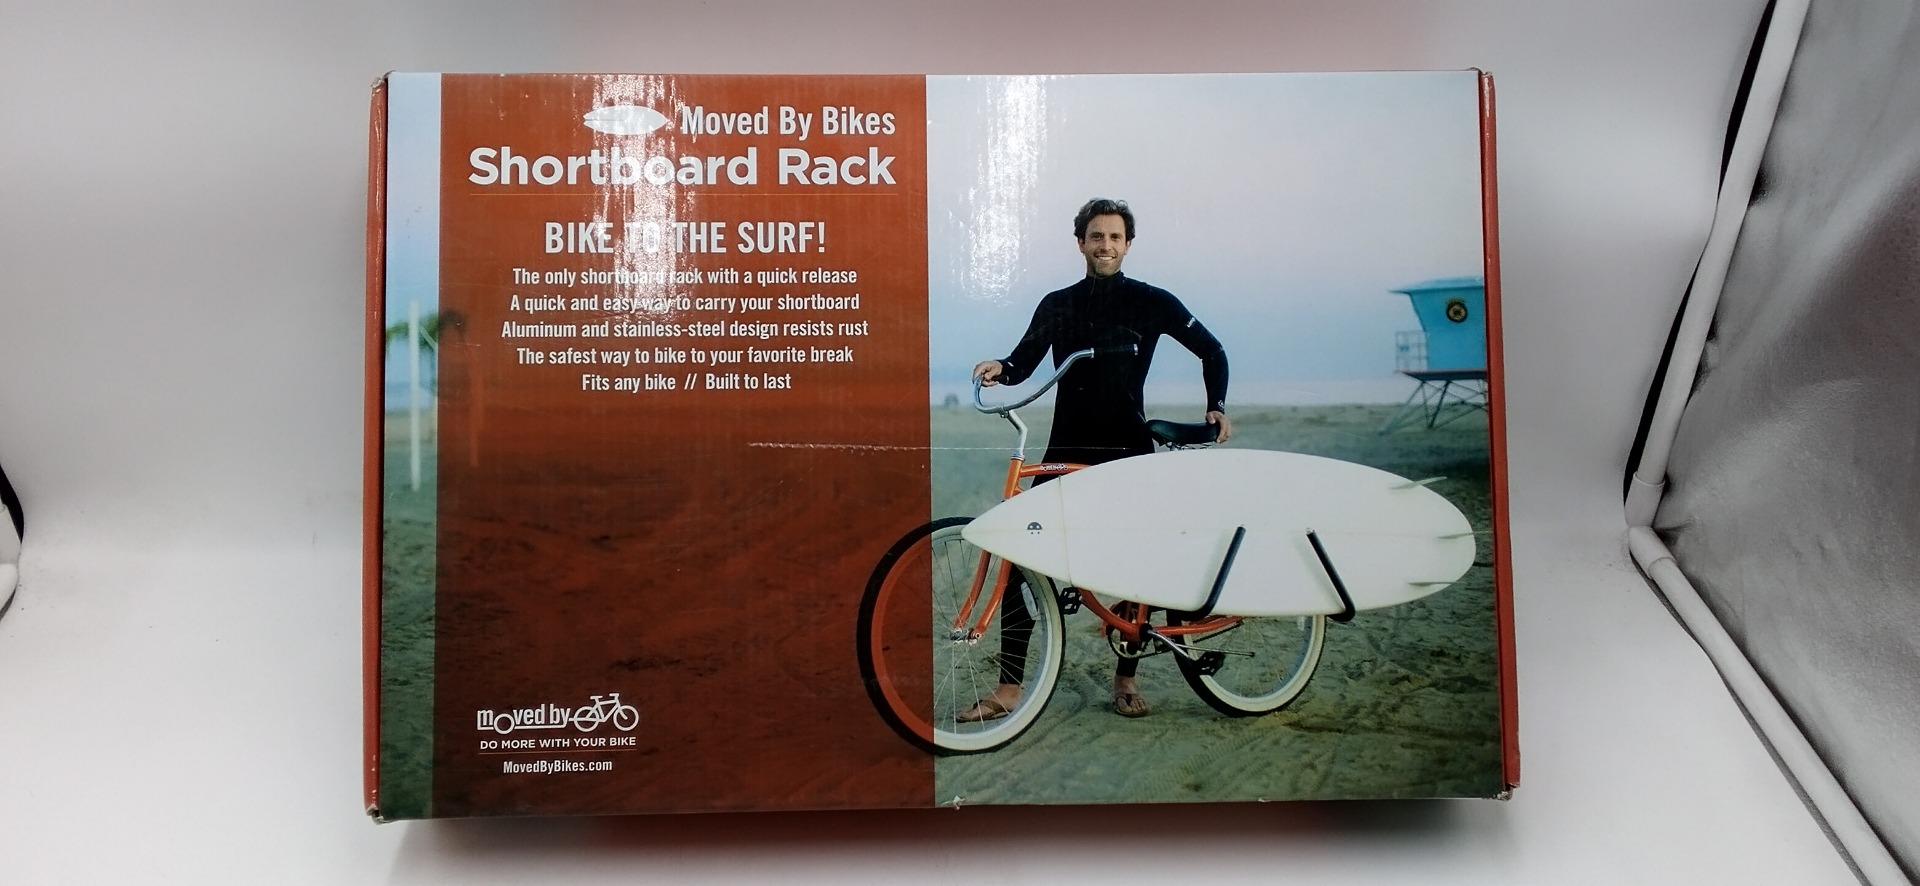 Moved By Bikes
Shortboard Rack
BIKE TO THE SURF!
The only shortboard rack with a quick release
A quick and easy way to carry your shortboard
Aluminum and stainless-steel design resists rust
The safest way to bike to your favorite break
Fits any bike // Built to last
moved by
DO MORE WITH YOUR BIKE
MovedByBikes.com